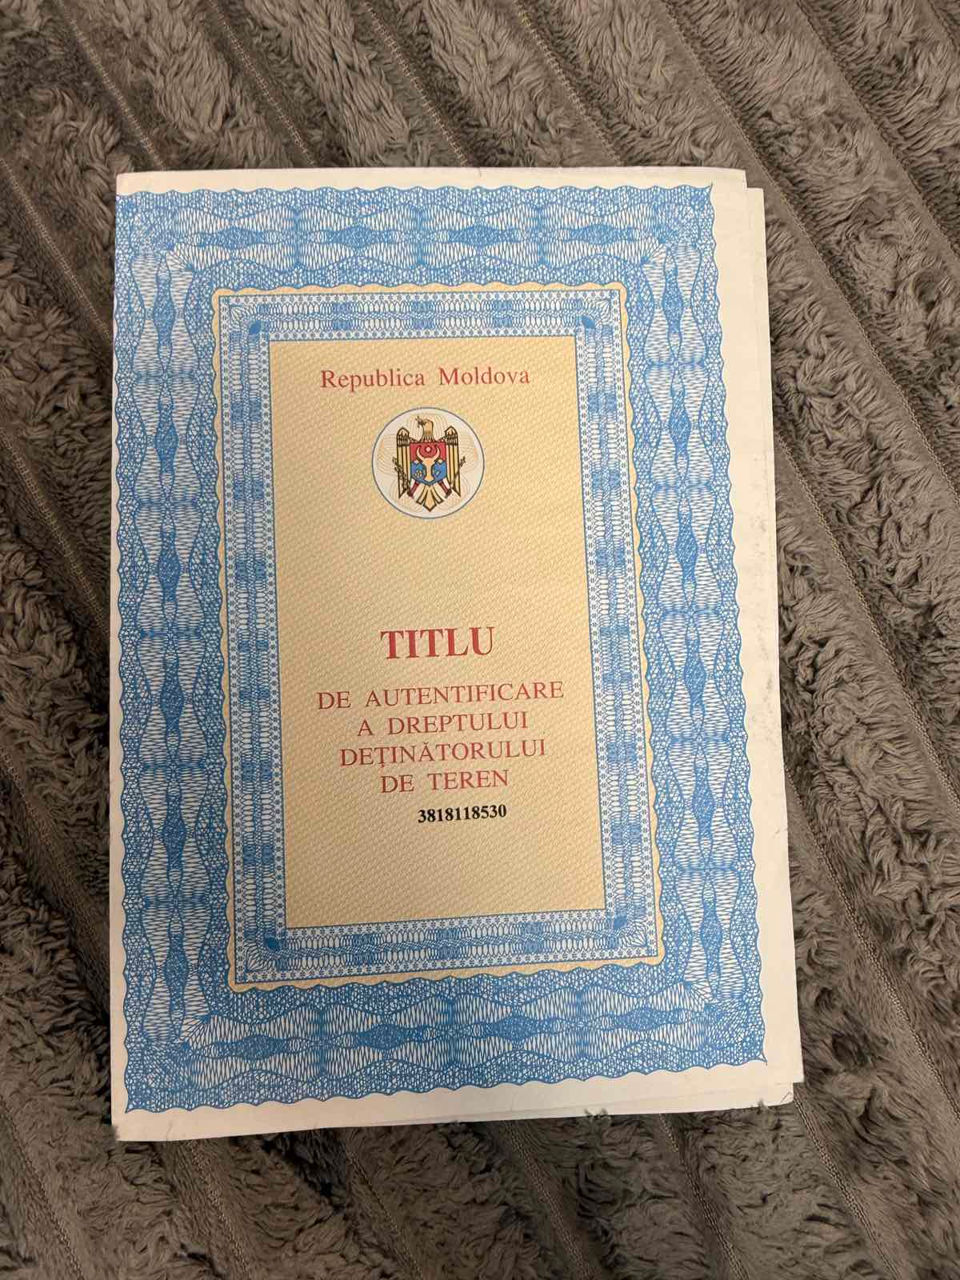 Republica Moldova
TITLU
DE AUTENTIFICARE
A DREPTULUI
DEȚINĂTORULUI
DE TEREN
3818118530